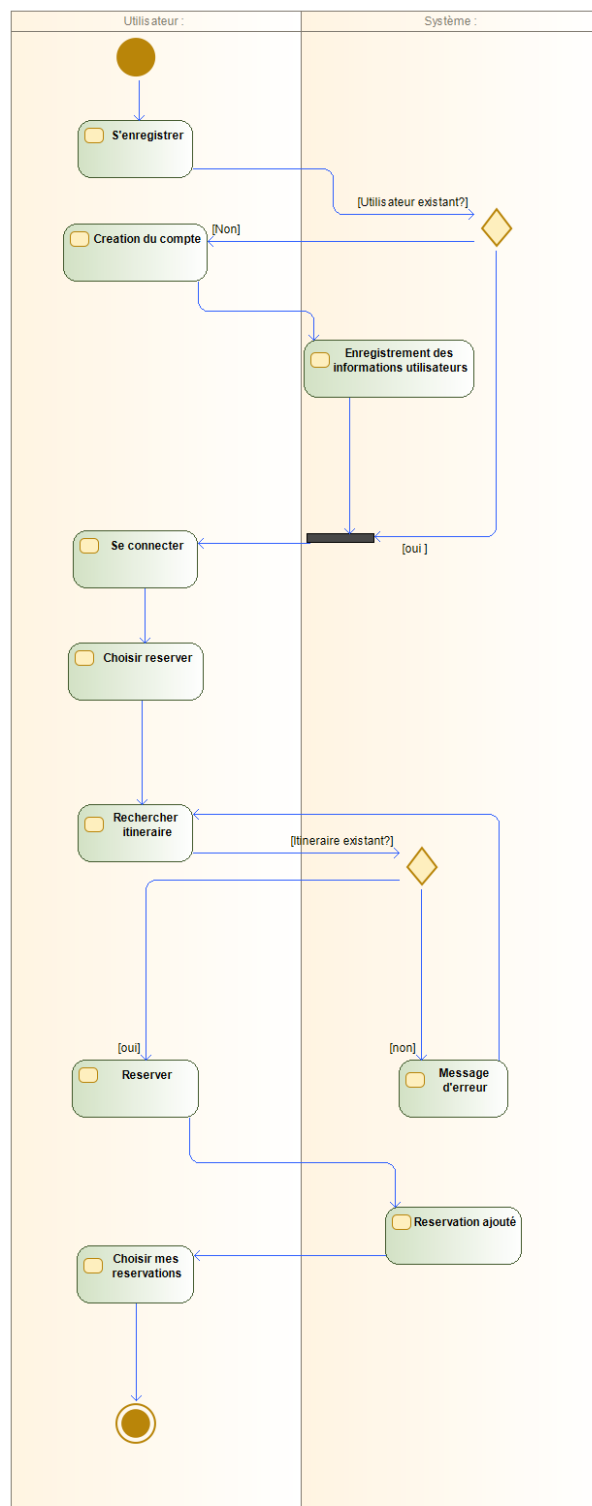 Utilisateur :
Système :
S'enregistrer
[Utilisateur existant?]
[Non]
Creation du compte
Enregistrement des
informations utilisateurs
Se connecter
[oui ]
Choisir reserver
Rechercher
itineraire
[Itineraire existant?]
[oui]
[non]
Reserver
Message
d'erreur
Reservation ajouté
Choisir mes
reservations